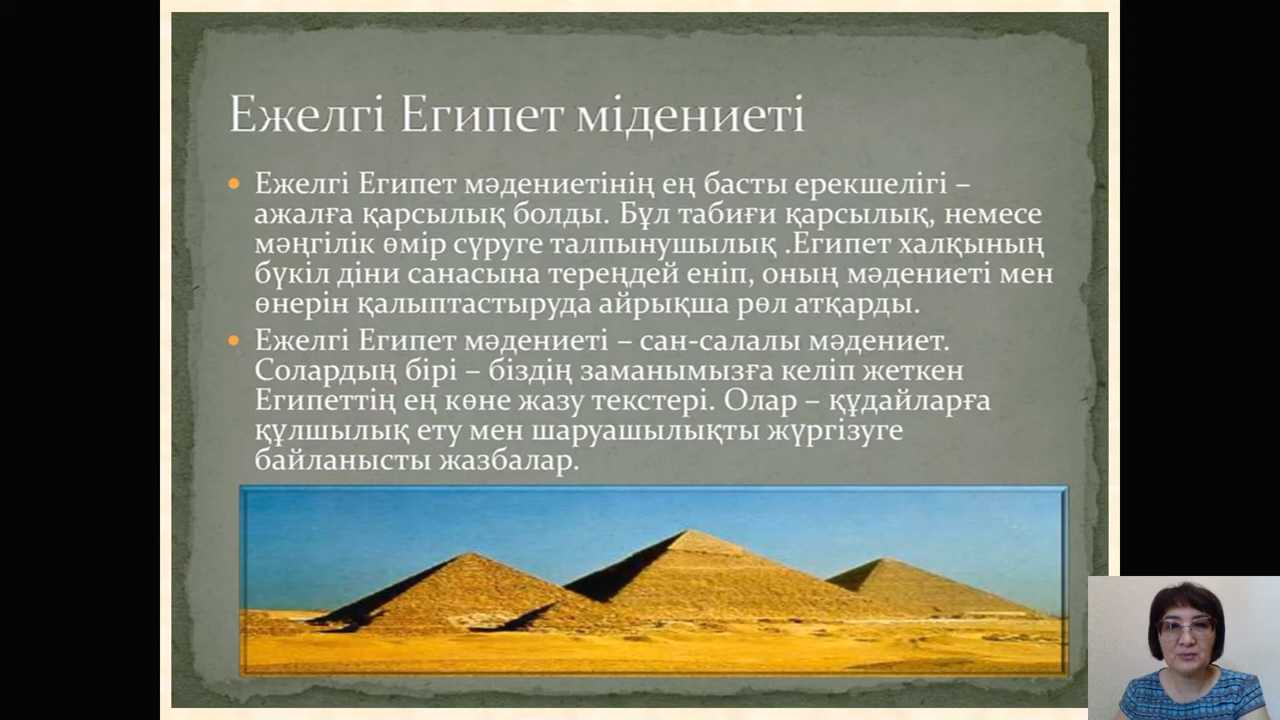 Ежелгі Египет мідениеті
Ежелгі Египет мәдениетінің ең басты ерекшелігі –
ажалға қарсылық болды. Бұл табиғи қарсылық, немесе
мәңгілік өмір сүруге талпынушылық .Египет халқының
бүкіл діни санасына тереңдей еніп, оның мәдениеті мен
өнерін қалыптастыруда айрықша рөл атқарды.
Ежелгі Египет мәдениеті – сан-салалы мәдениет.
Солардың бірі – біздің заманымызға келіп жеткен
Египеттің ең көне жазу текстері. Олар – құдайларға
құлшылық ету мен шаруашылықты жүргізуге
байланысты жазбалар.